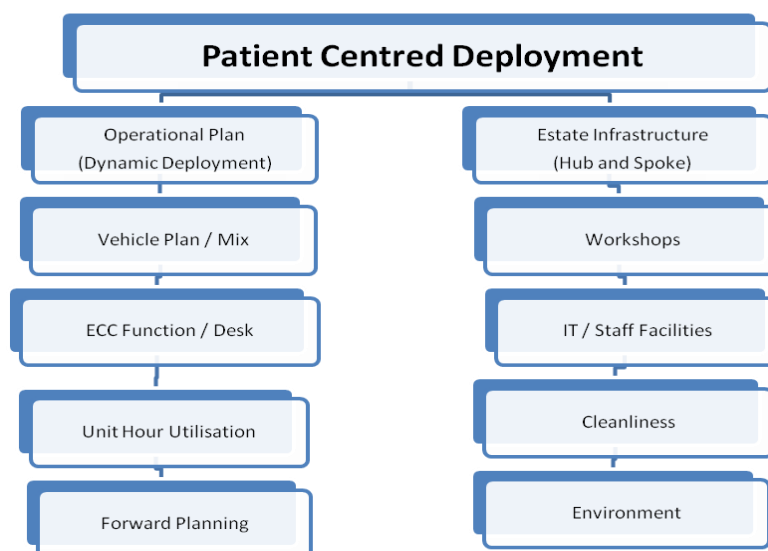 Patient Centred Deployment
Operational Plan
(Dynamic Deployment)
Vehicle Plan / Mix
ECC Function / Desk
Unit Hour Utilisation
Forward Planning
Estate Infrastructure
(Hub and Spoke)
Workshops
IT / Staff Facilities
Cleanliness
Environment